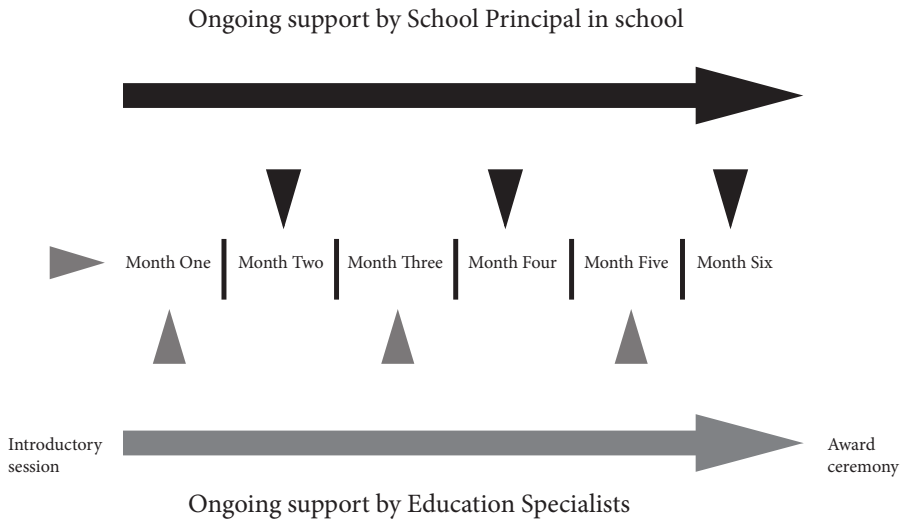 Ongoing support by School Principal in school
Month One
Month Two
Month Three
Month Four
Month Five
Month Six
Introductory
session
Award
ceremony
Ongoing support by Education Specialists